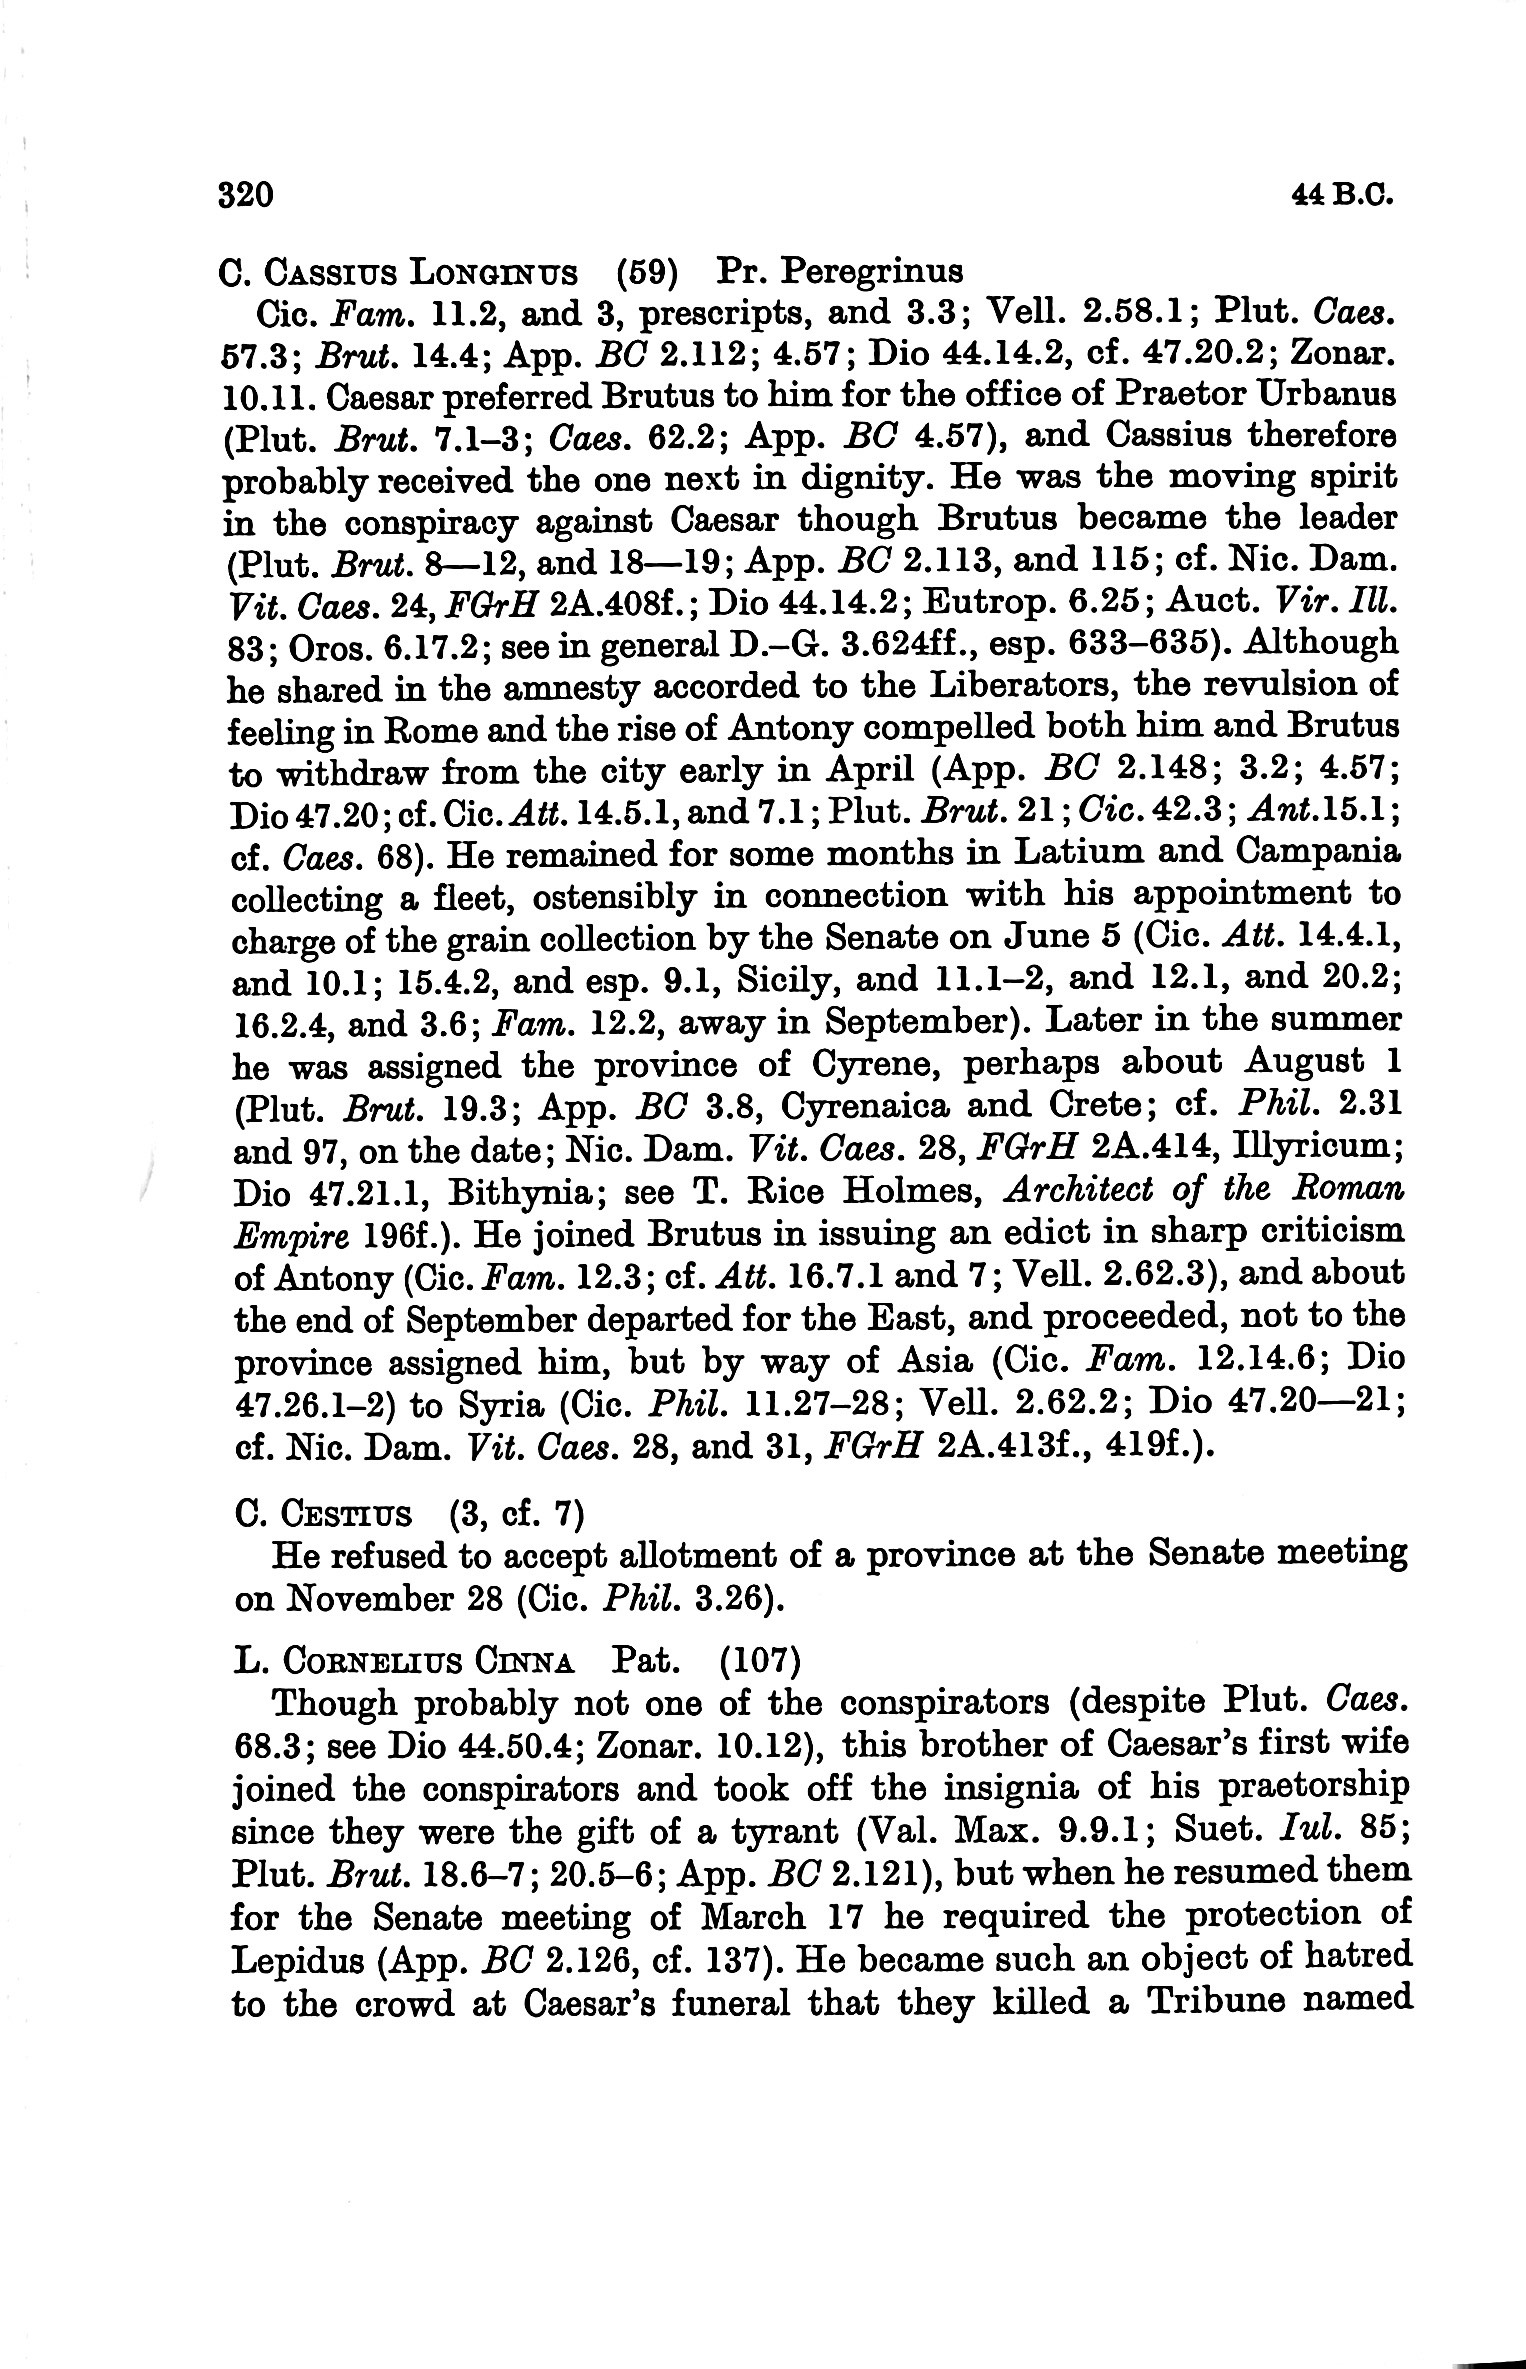 320 44 B.C.
C. CASSIUS LONGINUS (59) Pr. Peregrinus
Cic. Fam. 11.2, and 3, prescripts, and 3.3; Vell. 2.58.1; Plut. Caes.
57.3; Brut. 14.4; App. BC 2.112; 4.57; Dio 44.14.2, cf. 47.20.2; Zonar.
10.11. Caesar preferred Brutus to him for the office of Praetor Urbanus
(Plut. Brut. 7.1–3; Caes. 62.2; App. BC 4.57), and Cassius therefore
probably received the one next in dignity. He was the moving spirit
in the conspiracy against Caesar though Brutus became the leader
(Plut. Brut. 8—12, and 18—19; App. BC 2.113, and 115; cf. Nic. Dam.
Vit. Caes. 24, FGrH 2A.408f.; Dio 44.14.2; Eutrop. 6.25; Auct. Vir. Ill.
83; Oros. 6.17.2; see in general D.–G. 3.624ff., esp. 633–635). Although
he shared in the amnesty accorded to the Liberators, the revulsion of
feeling in Rome and the rise of Antony compelled both him and Brutus
to withdraw from the city early in April (App. BC 2.148; 3.2; 4.57;
Dio 47.20; cf. Cic. Att. 14.5.1, and 7.1; Plut. Brut. 21; Cic. 42.3; Ant. 15.1;
cf. Caes. 68). He remained for some months in Latium and Campania
collecting a fleet, ostensibly in connection with his appointment to
charge of the grain collection by the Senate on June 5 (Cic. Att. 14.4.1,
and 10.1; 15.4.2, and esp. 9.1, Sicily, and 11.1–2, and 12.1, and 20.2;
16.2.4, and 3.6; Fam. 12.2, away in September). Later in the summer
he was assigned the province of Cyrene, perhaps about August 1
(Plut. Brut. 19.3; App. BC 3.8, Cyrenaica and Crete; cf. Phil. 2.31
and 97, on the date; Nic. Dam. Vit. Caes. 28, FGrH 2A.414, Illyricum;
Dio 47.21.1, Bithynia; see T. Rice Holmes, Architect of the Roman
Empire 196f.). He joined Brutus in issuing an edict in sharp criticism
of Antony (Cic. Fam. 12.3; cf. Att. 16.7.1 and 7; Vell. 2.62.3), and about
the end of September departed for the East, and proceeded, not to the
province assigned him, but by way of Asia (Cic. Fam. 12.14.6; Dio
47.26.1–2) to Syria (Cic. Phil. 11.27–28; Vell. 2.62.2; Dio 47.20—21;
cf. Nic. Dam. Vit. Caes. 28, and 31, FGrH 2A.413f., 419f.).
C. CESTIUS (3, cf. 7)
He refused to accept allotment of a province at the Senate meeting
on November 28 (Cic. Phil. 3.26).
L. CORNELIUS CINNA Pat. (107)
Though probably not one of the conspirators (despite Plut. Caes.
68.3; see Dio 44.50.4; Zonar. 10.12), this brother of Caesar's first wife
joined the conspirators and took off the insignia of his praetorship
since they were the gift of a tyrant (Val. Max. 9.9.1; Suet. Iul. 85;
Plut. Brut. 18.6–7; 20.5–6; App. BC 2.121), but when he resumed them
for the Senate meeting of March 17 he required the protection of
Lepidus (App. BC 2.126, cf. 137). He became such an object of hatred
to the crowd at Caesar's funeral that they killed a Tribune named